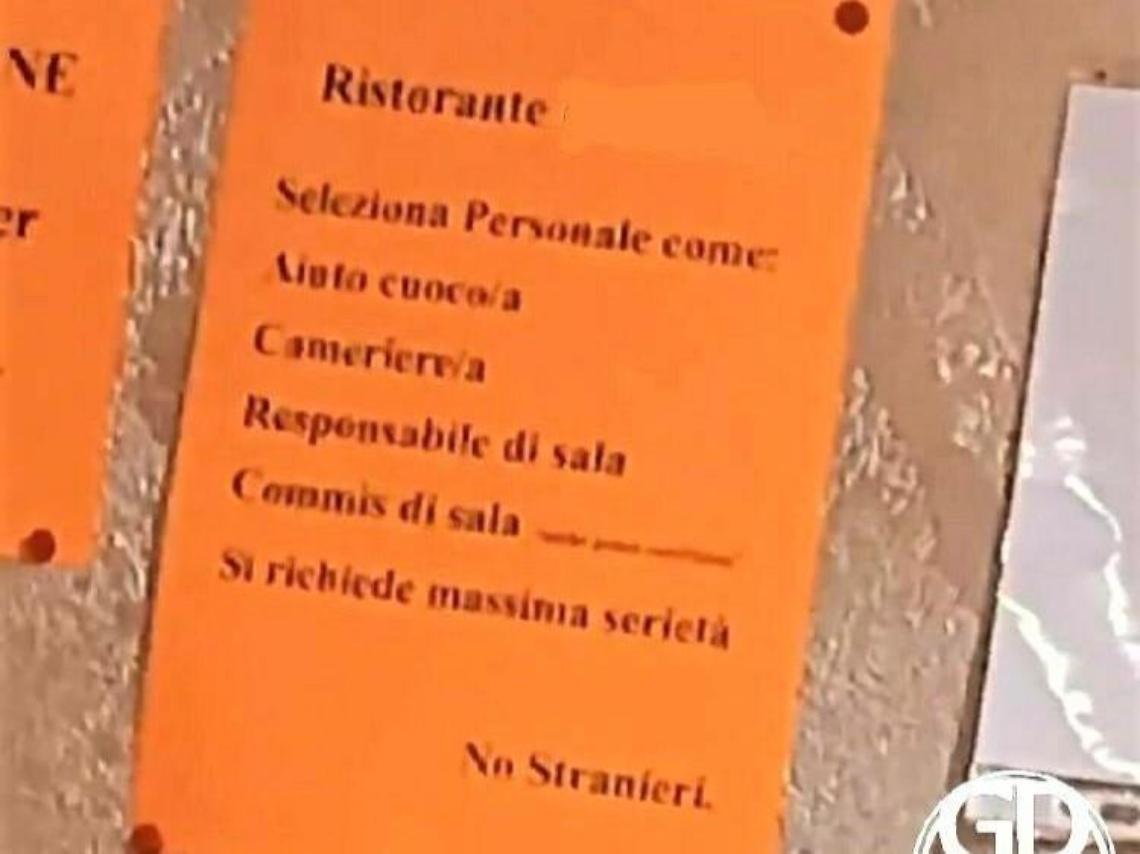 NE
er
Ristorante
Seleziona Personale come:
Aiuto cuoco/a
Cameriere/a
Responsabile di sala
Commis di sala
Si richiede massima serietà
No Stranieri.
GD